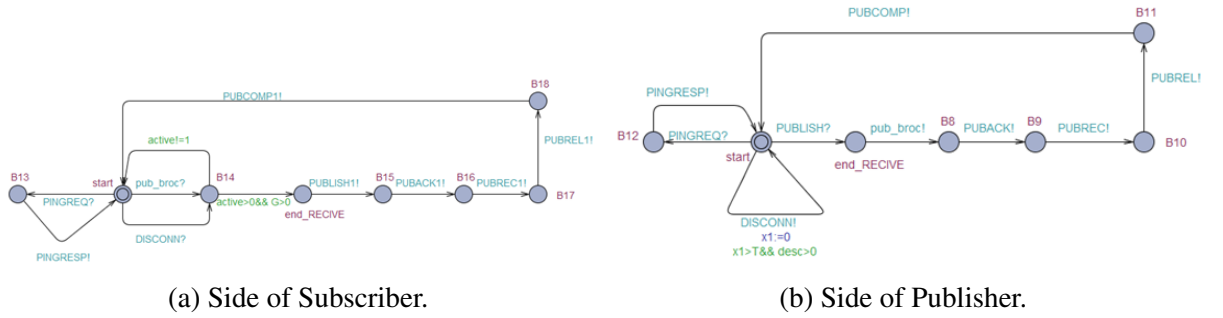 B18
PUBCOMP1!
active!=1
PUBREL1!
B13
start
pub_broc?
B14
PUBLISH1!
B15
PUBACK1!
B16
PUBREC1!
B17
PINGREQ?
active>0&& G>0
end_RECIVE
DISCONN?
PINGRESP!
(a) Side of Subscriber.
PUBCOMP!
B11
PINGRESP!
PUBREL!
B12
PINGREQ?
PUBLISH?
pub_broc!
B8
PUBACK!
B9
PUBREC!
B10
start
end_RECIVE
DISCONN!
x1:=0
x1>T&& desc>0
(b) Side of Publisher.